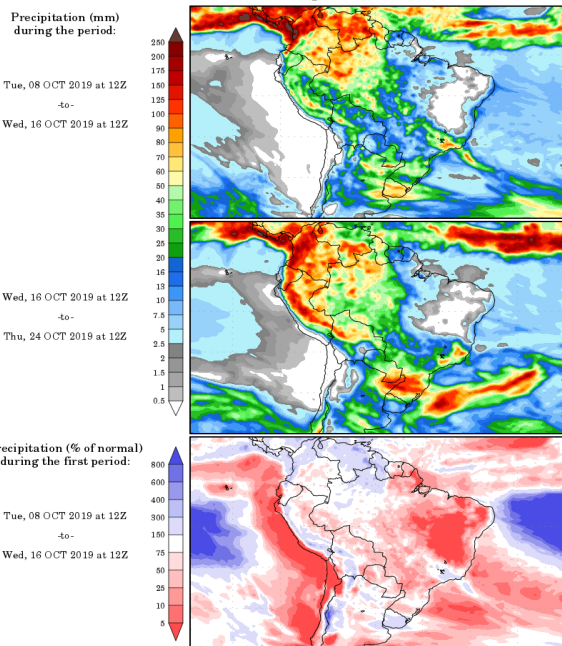 Precipitation (mm)
during the period:
Tue, 08 OCT 2019 at 12Z
-to-
Wed, 16 OCT 2019 at 12Z
250
200
175
150
125
100
90
80
70
60
50
40
35
30
25
20
16
13
10
7.5
5
2.5
2
1.5
1
0.5
Wed, 16 OCT 2019 at 12Z
-to-
Thu, 24 OCT 2019 at 12Z
recipitation (% of normal)
during the first period:
Tue, 08 OCT 2019 at 12Z
-to-
Wed, 16 OCT 2019 at 12Z
800
600
400
300
150
75
50
25
10
5